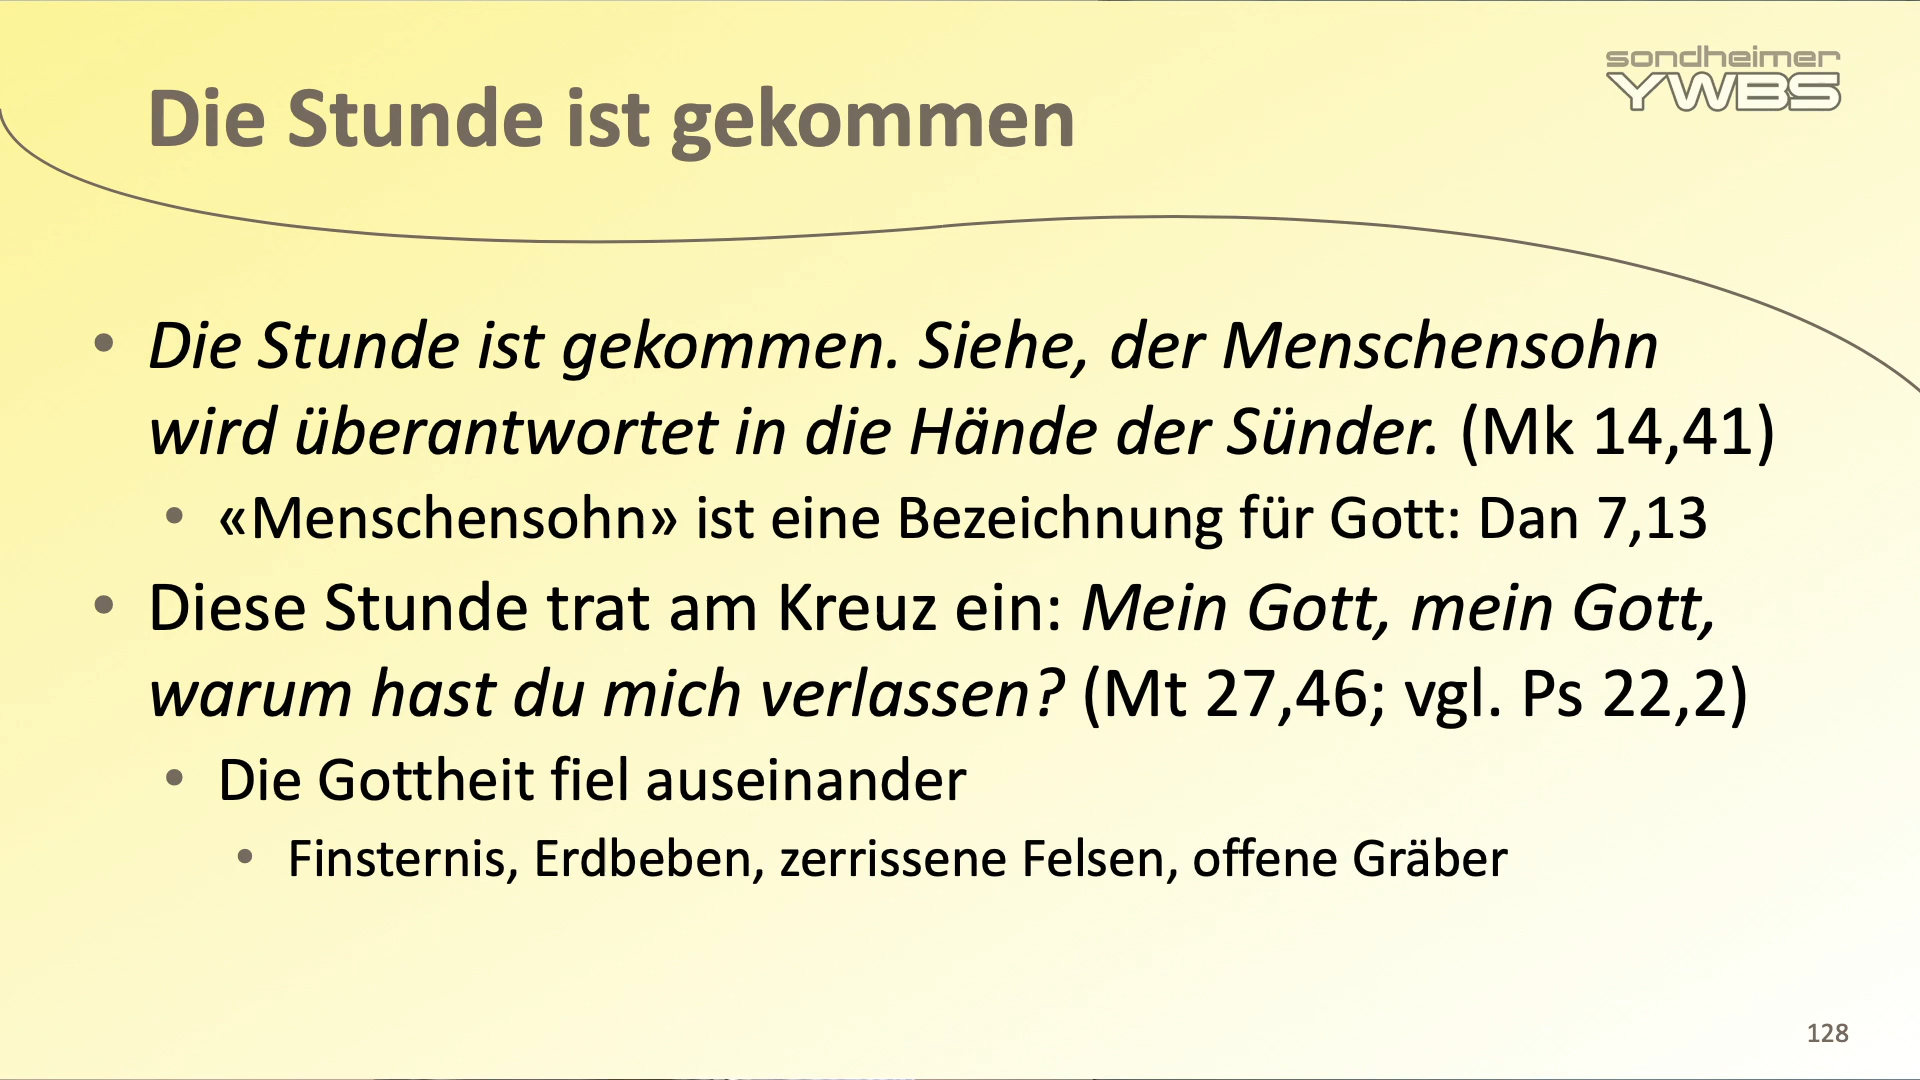 sondheimer
YWBS
Die Stunde ist gekommen
• Die Stunde ist gekommen. Siehe, der Menschensohn
wird überantwortet in die Hände der Sünder. (Mk 14,41)
• «Menschensohn» ist eine Bezeichnung für Gott: Dan 7,13
• Diese Stunde trat am Kreuz ein: Mein Gott, mein Gott,
warum hast du mich verlassen? (Mt 27,46; vgl. Ps 22,2)
• Die Gottheit fiel auseinander
• Finsternis, Erdbeben, zerrissene Felsen, offene Gräber
128